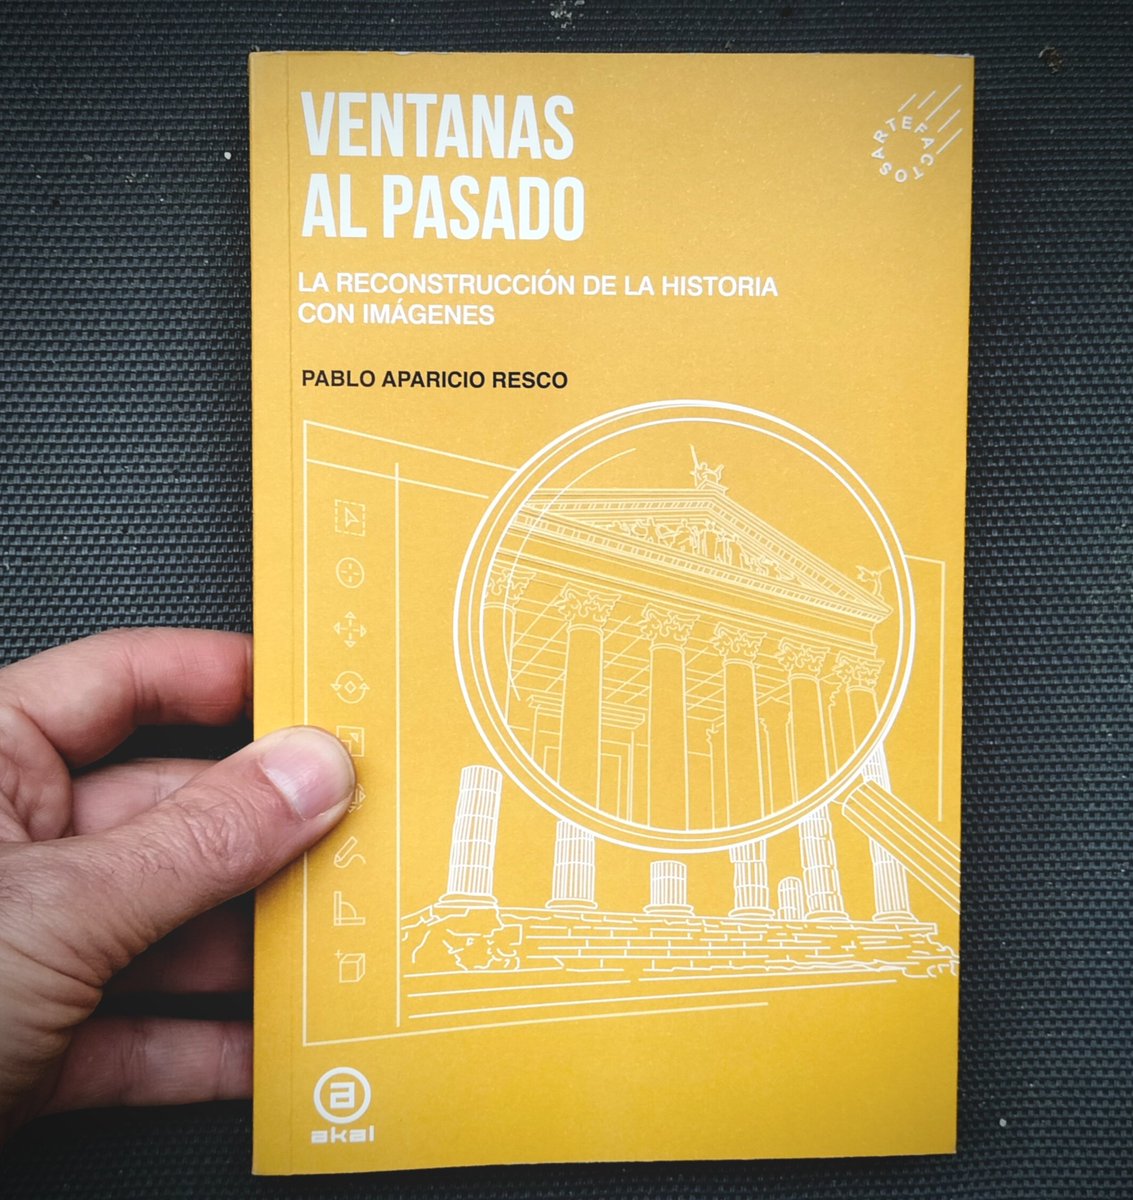 VENTANAS
AL PASADO
ARTEFACTOS
LA RECONSTRUCCIÓN DE LA HISTORIA
CON IMÁGENES
PABLO APARICIO RESCO
a
akal